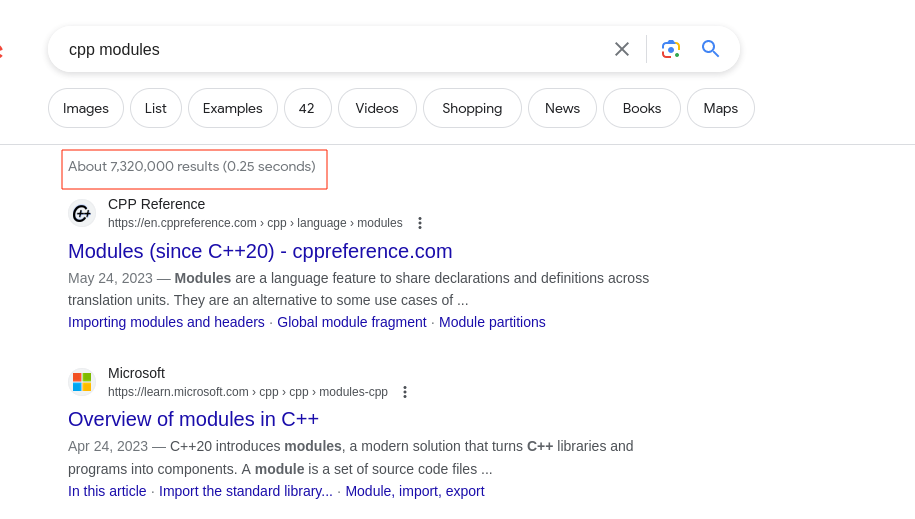 cpp modules
Images List Examples 42 Videos Shopping News Books Maps
About 7,320,000 results (0.25 seconds)
CPP Reference
https://en.cppreference.com › cpp › language › modules
Modules (since C++20) - cppreference.com
May 24, 2023 — Modules are a language feature to share declarations and definitions across
translation units. They are an alternative to some use cases of ...
Importing modules and headers · Global module fragment · Module partitions
Microsoft
https://learn.microsoft.com › cpp › cpp › modules-cpp
Overview of modules in C++
Apr 24, 2023 — C++20 introduces modules, a modern solution that turns C++ libraries and
programs into components. A module is a set of source code files ...
In this article · Import the standard library... · Module, import, export